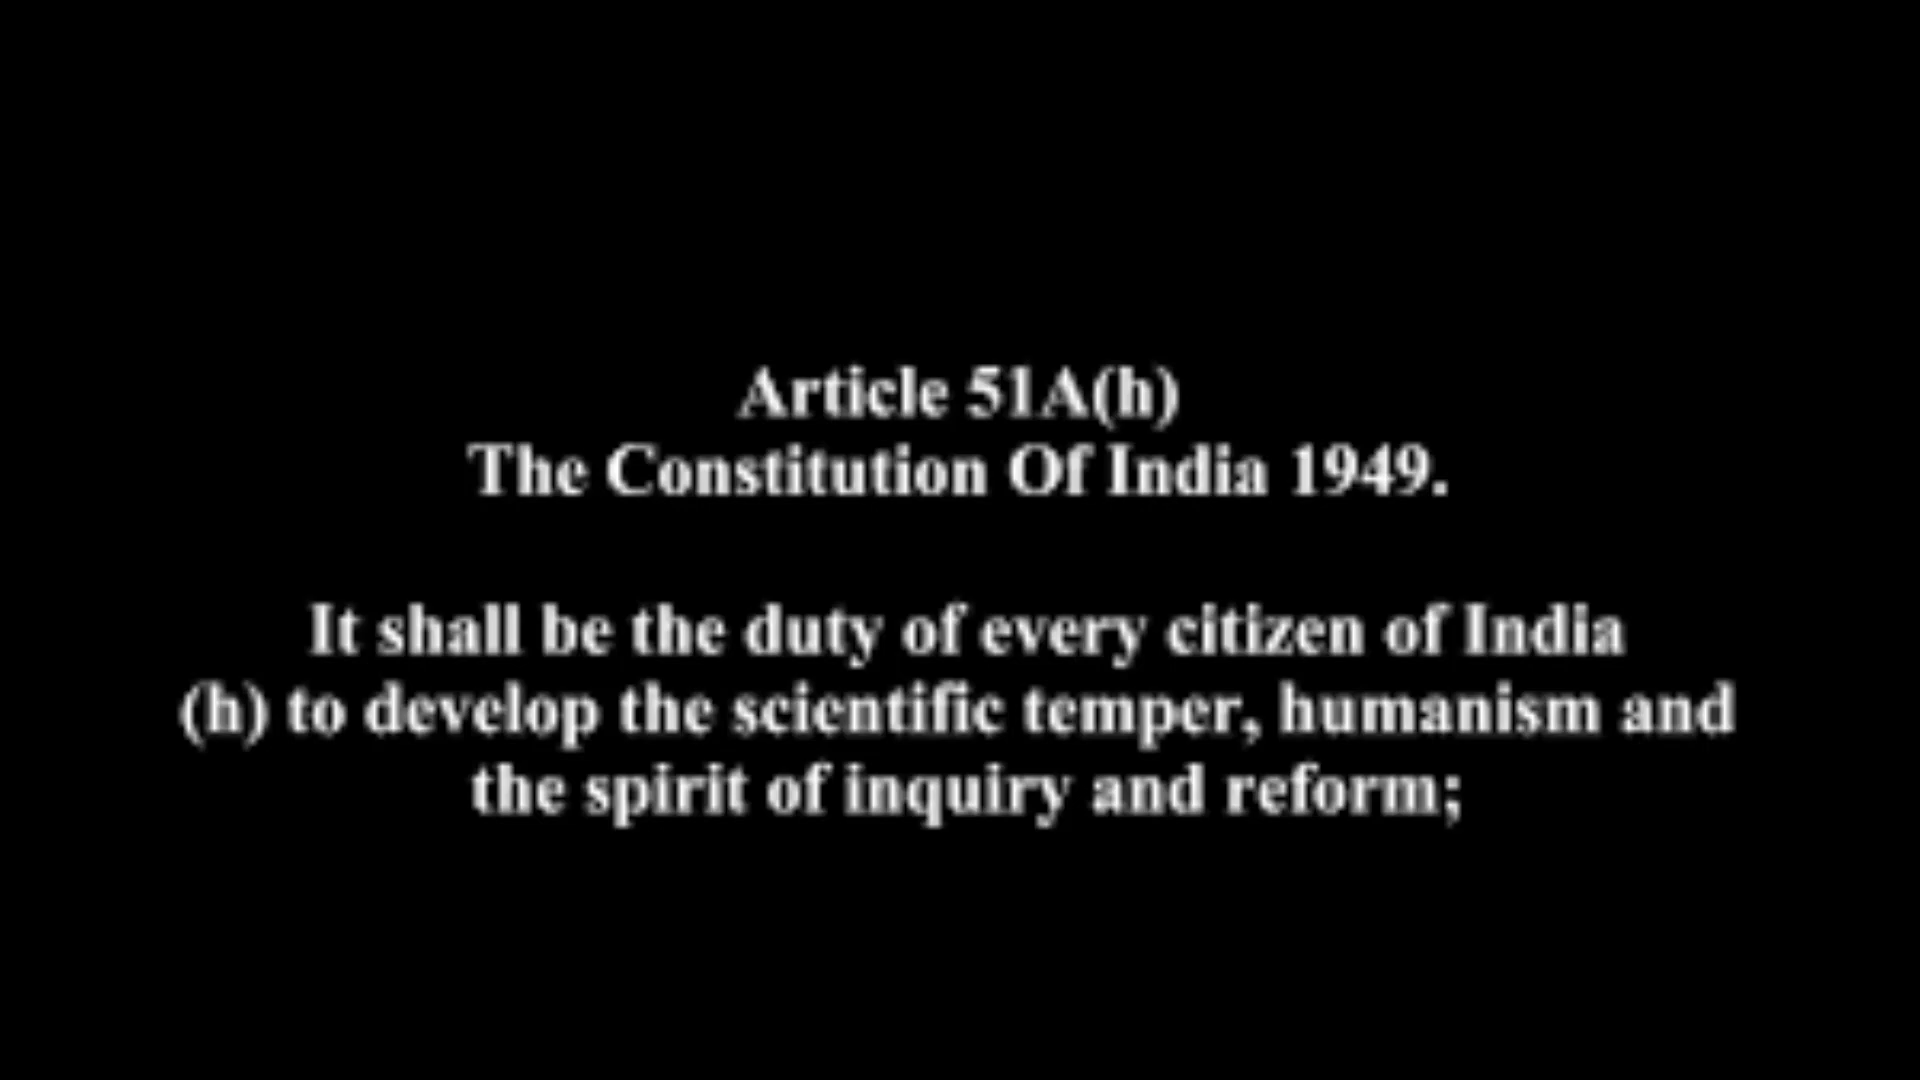 Article 51A(h)
The Constitution Of India 1949.
It shall be the duty of every citizen of India
(h) to develop the scientific temper, humanism and
the spirit of inquiry and reform;